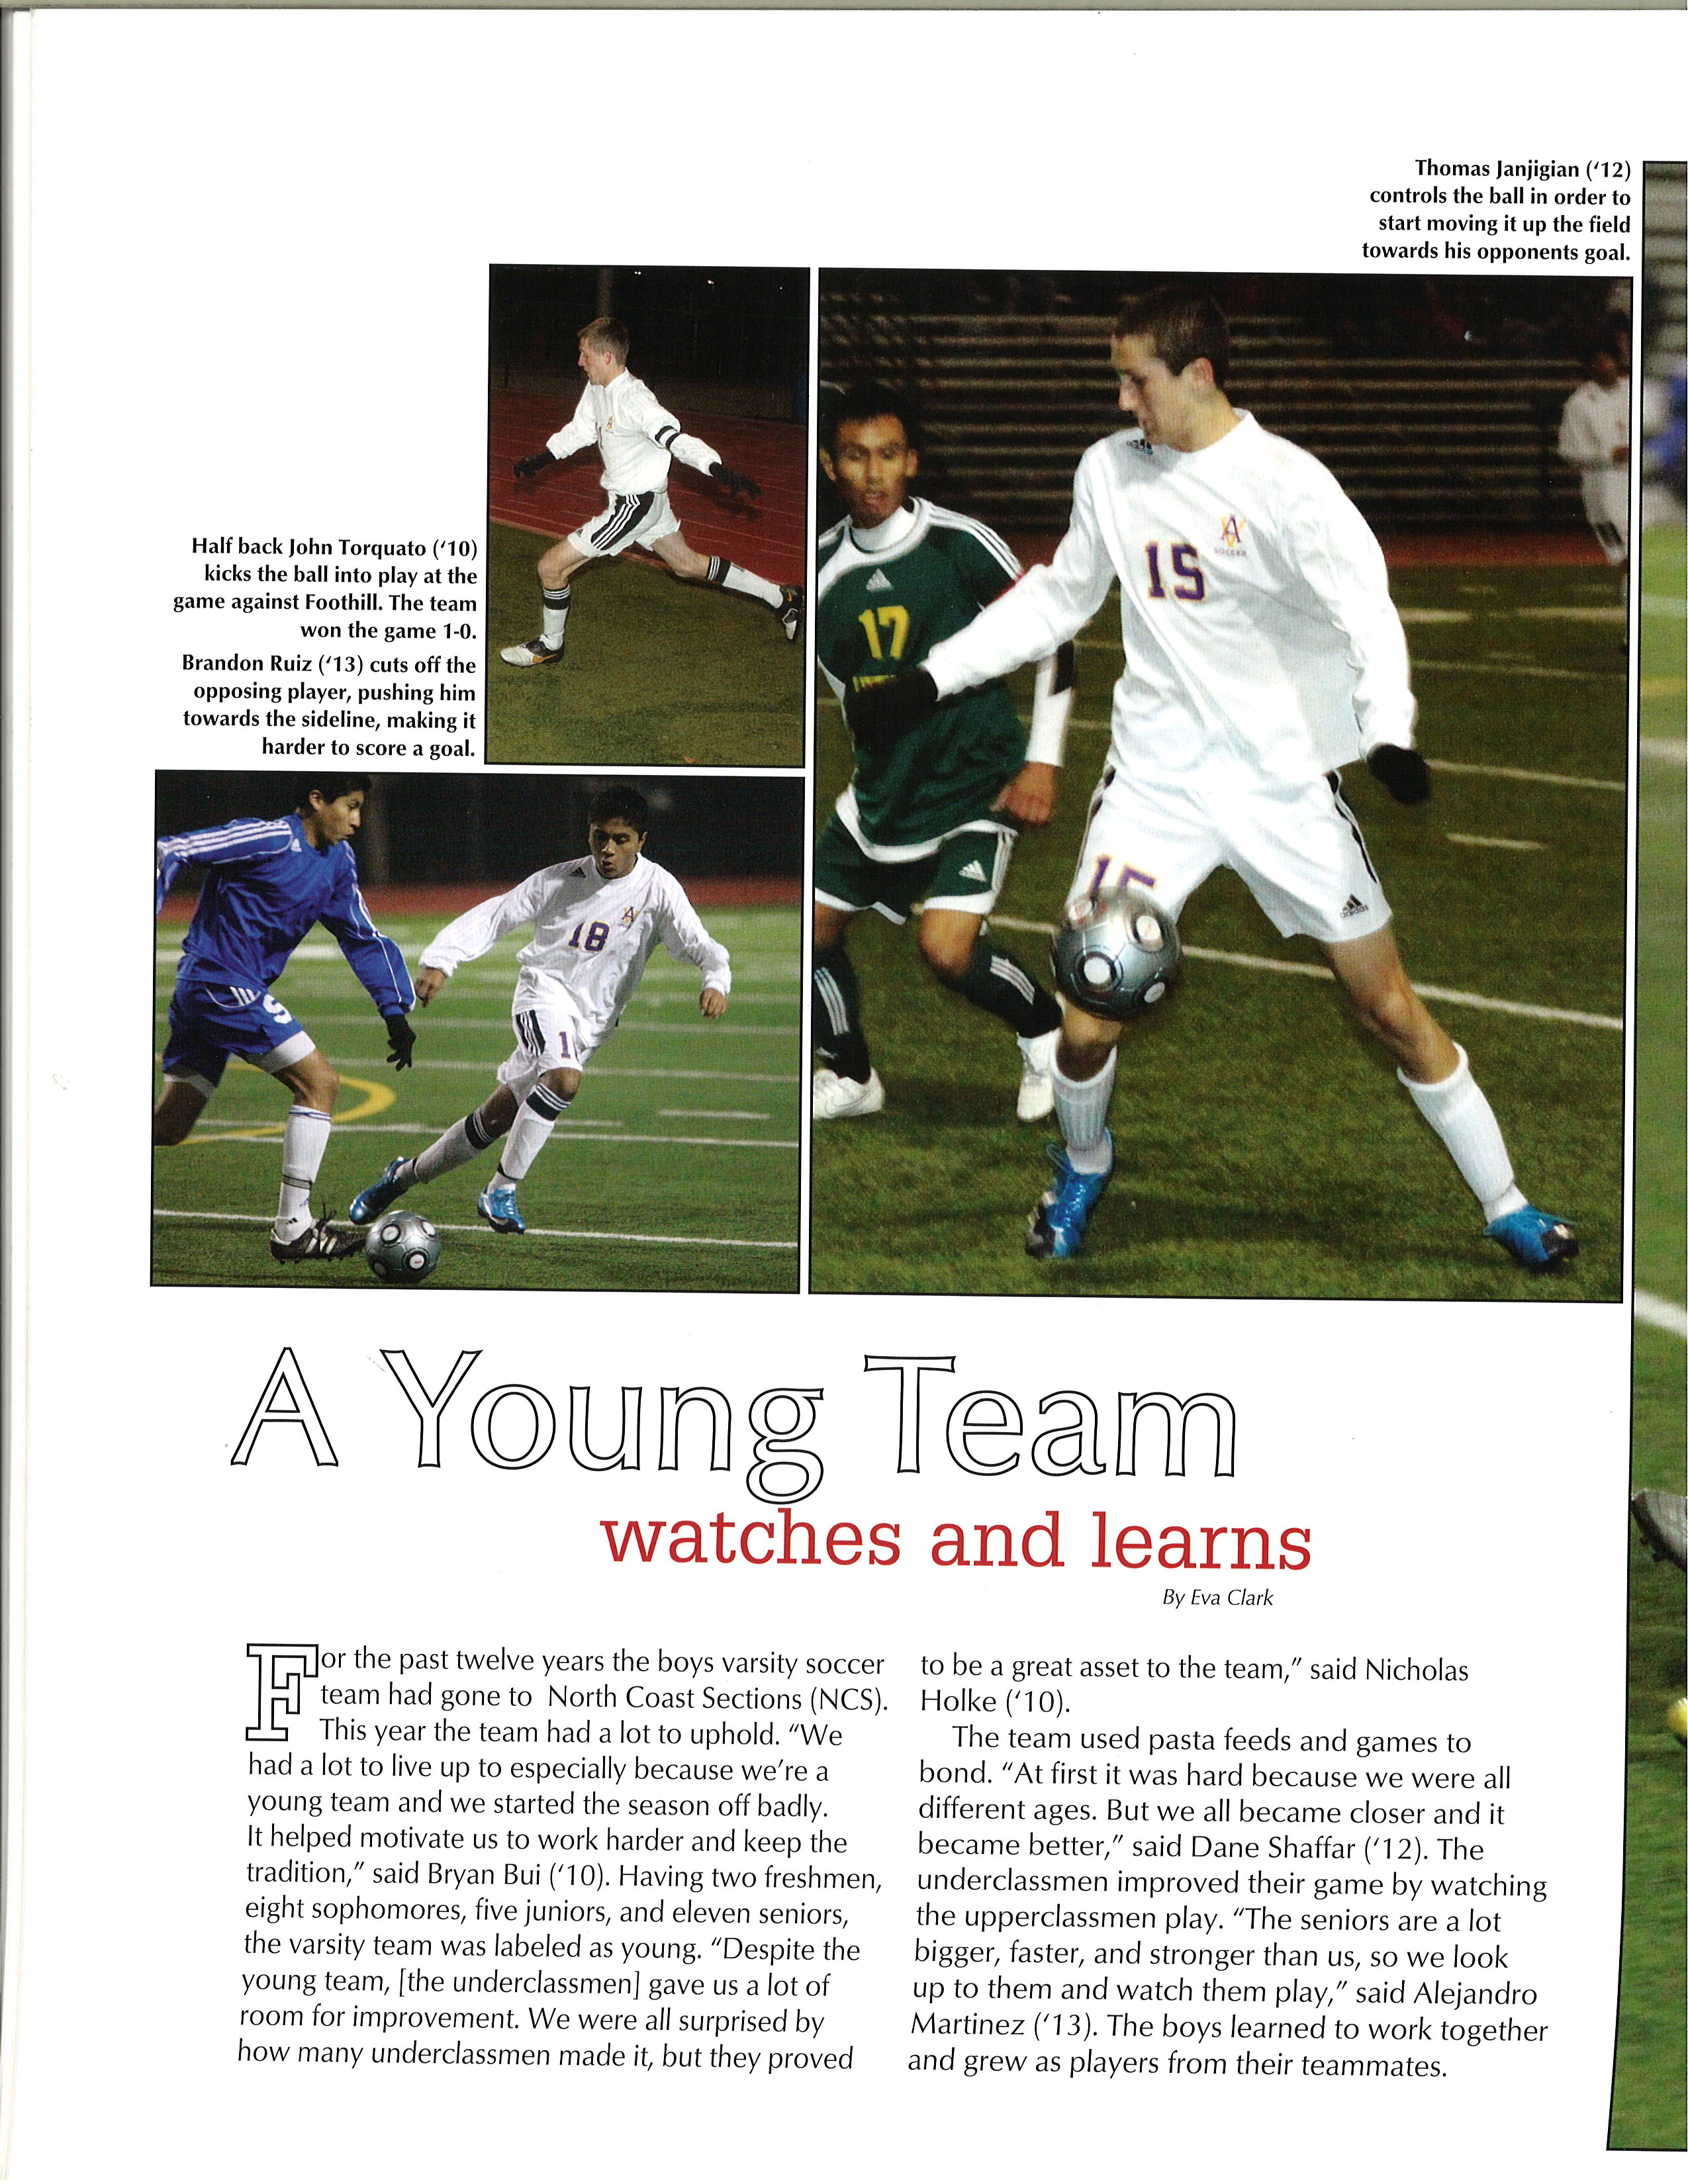 Thomas Janjigian (‘12)
controls the ball in order to
start moving it up the field
towards his opponents goal.
Half back John Torquato (‘10)
kicks the ball into play at the
game against Foothill. The team
won the game 1-0.
Brandon Ruiz (‘13) cuts off the
opposing player, pushing him
towards the sideline, making it
harder to score a goal.
17
15
AV
SOCCER
15
adidas
18
A Young Team
watches and learns
By Eva Clark
For the past twelve years the boys varsity soccer
team had gone to North Coast Sections (NCS).
This year the team had a lot to uphold. “We
had a lot to live up to especially because we’re a
young team and we started the season off badly.
It helped motivate us to work harder and keep the
tradition,” said Bryan Bui (‘10). Having two freshmen,
eight sophomores, five juniors, and eleven seniors,
the varsity team was labeled as young. “Despite the
young team, [the underclassmen] gave us a lot of
room for improvement. We were all surprised by
how many underclassmen made it, but they proved
to be a great asset to the team,” said Nicholas
Holke (‘10).
The team used pasta feeds and games to
bond. “At first it was hard because we were all
different ages. But we all became closer and it
became better,” said Dane Shaffar (‘12). The
underclassmen improved their game by watching
the upperclassmen play. “The seniors are a lot
bigger, faster, and stronger than us, so we look
up to them and watch them play,” said Alejandro
Martinez (‘13). The boys learned to work together
and grew as players from their teammates.